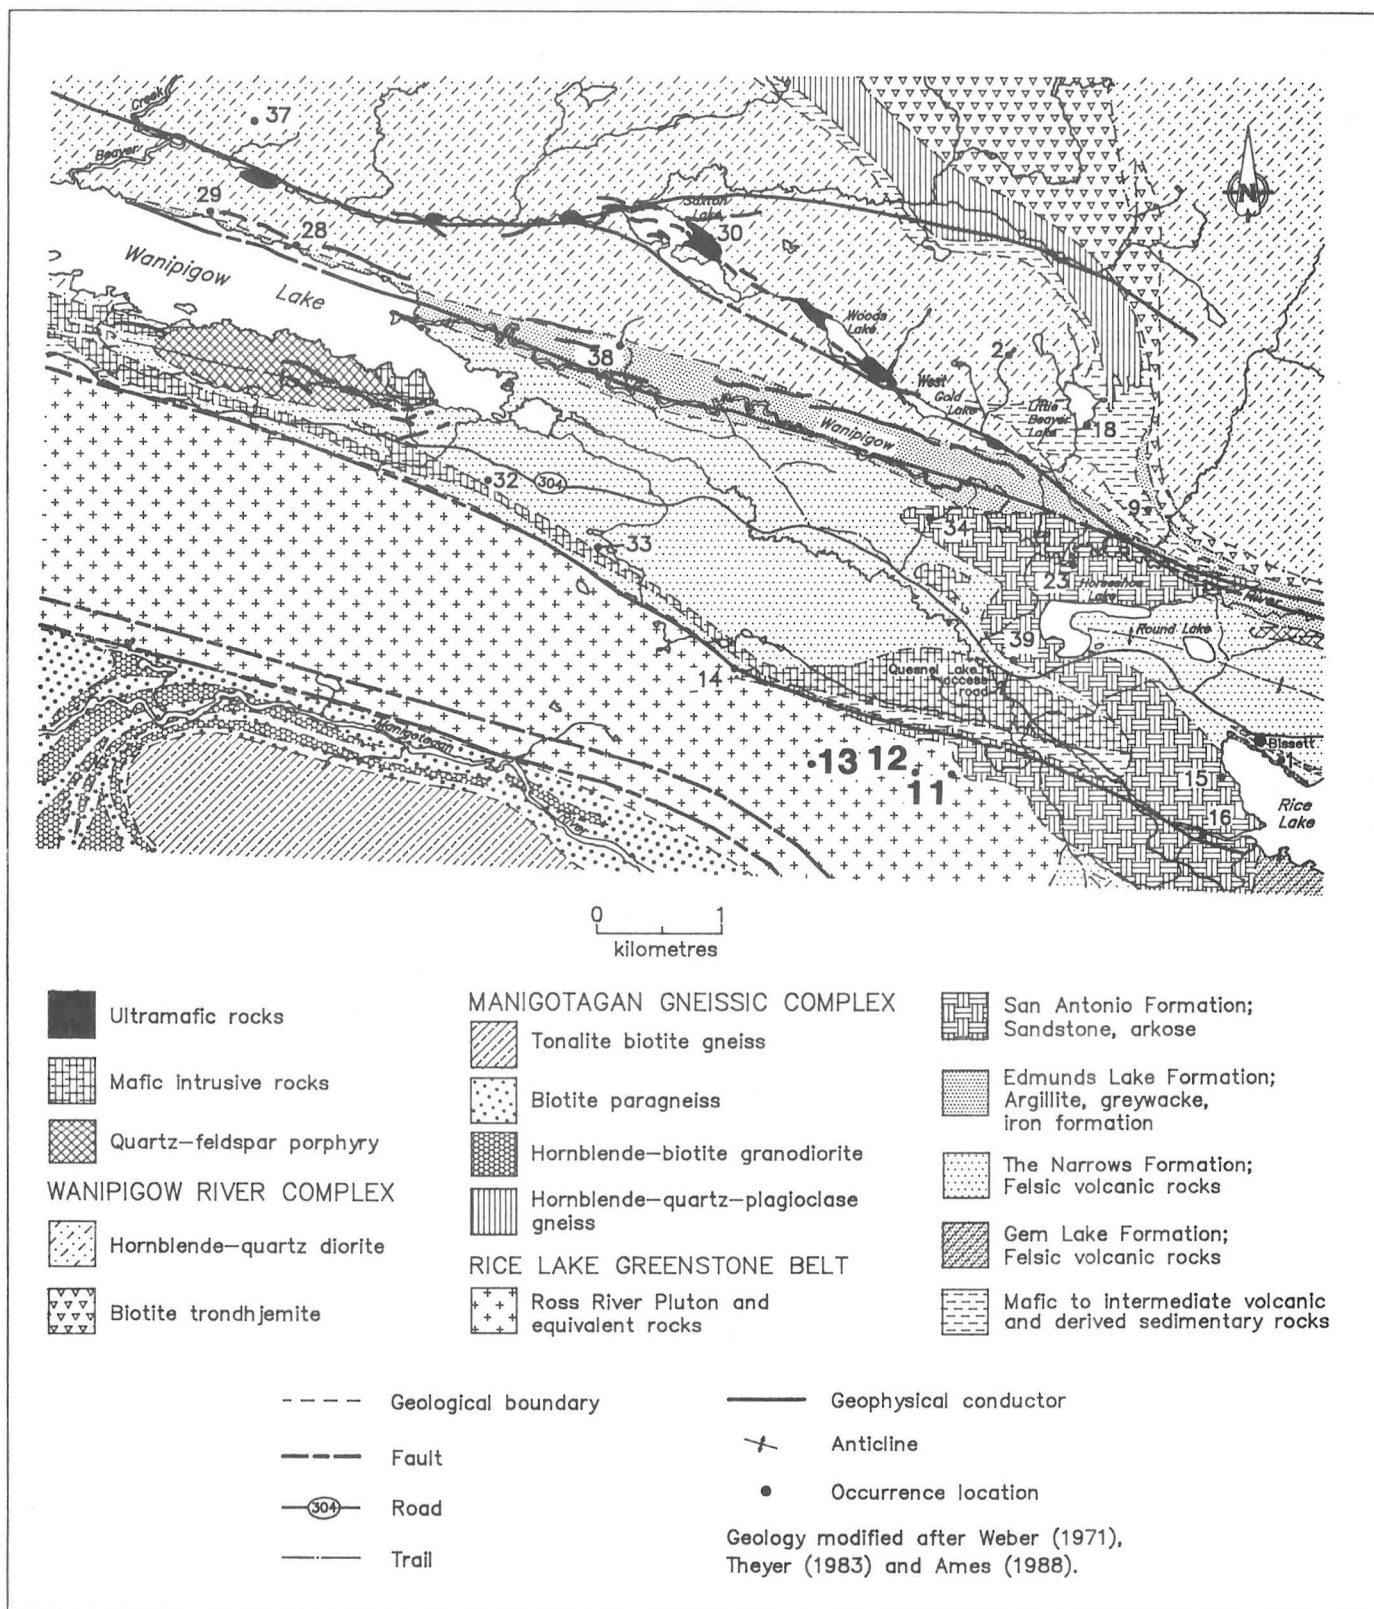 Creek
37
Beaver
N
29
28
Saxton
Lake
30
Wanipigow
Lake
Woods
Lake
38
2
West
Gold
Lake
Little
Beaver
Lake
18
Wanipigow
32
304
9
34
33
23
Horseshoe
Lake
River
Round Lake
39
Quesnel Lake
access
road
14
Manigotagan
River
13
12
11
Bissett
1
15
Rice
Lake
16
0 1
kilometres
Ultramafic rocks
Mafic intrusive rocks
Quartz-feldspar porphyry
WANIPIGOW RIVER COMPLEX
Hornblende-quartz diorite
Biotite trondhjemite
MANIGOTAGAN GNEISSIC COMPLEX
Tonalite biotite gneiss
Biotite paragneiss
Hornblende-biotite granodiorite
Hornblende-quartz-plagioclase
gneiss
RICE LAKE GREENSTONE BELT
Ross River Pluton and
equivalent rocks
San Antonio Formation;
Sandstone, arkose
Edmunds Lake Formation;
Argillite, greywacke,
iron formation
The Narrows Formation;
Felsic volcanic rocks
Gem Lake Formation;
Felsic volcanic rocks
Mafic to intermediate volcanic
and derived sedimentary rocks
Geological boundary
Fault
304 Road
Trail
Geophysical conductor
Anticline
Occurrence location
Geology modified after Weber (1971),
Theyer (1983) and Ames (1988).